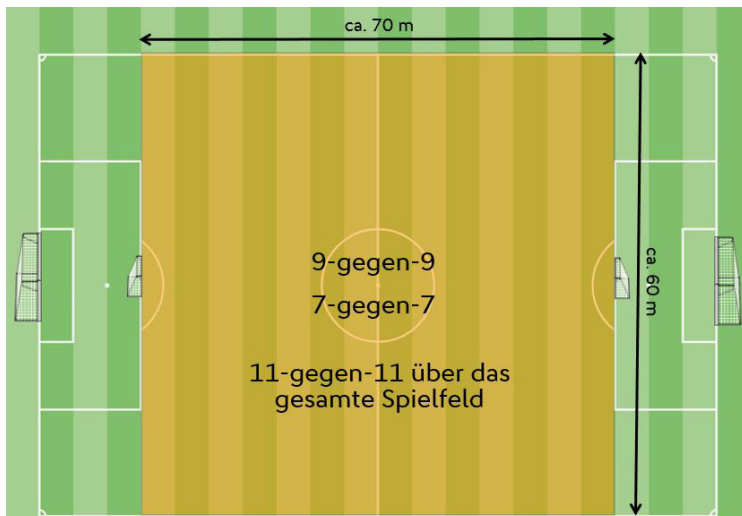 ca. 70 m
9-gegen-9
ca. 60 m
7-gegen-7
11-gegen-11 über das
gesamte Spielfeld